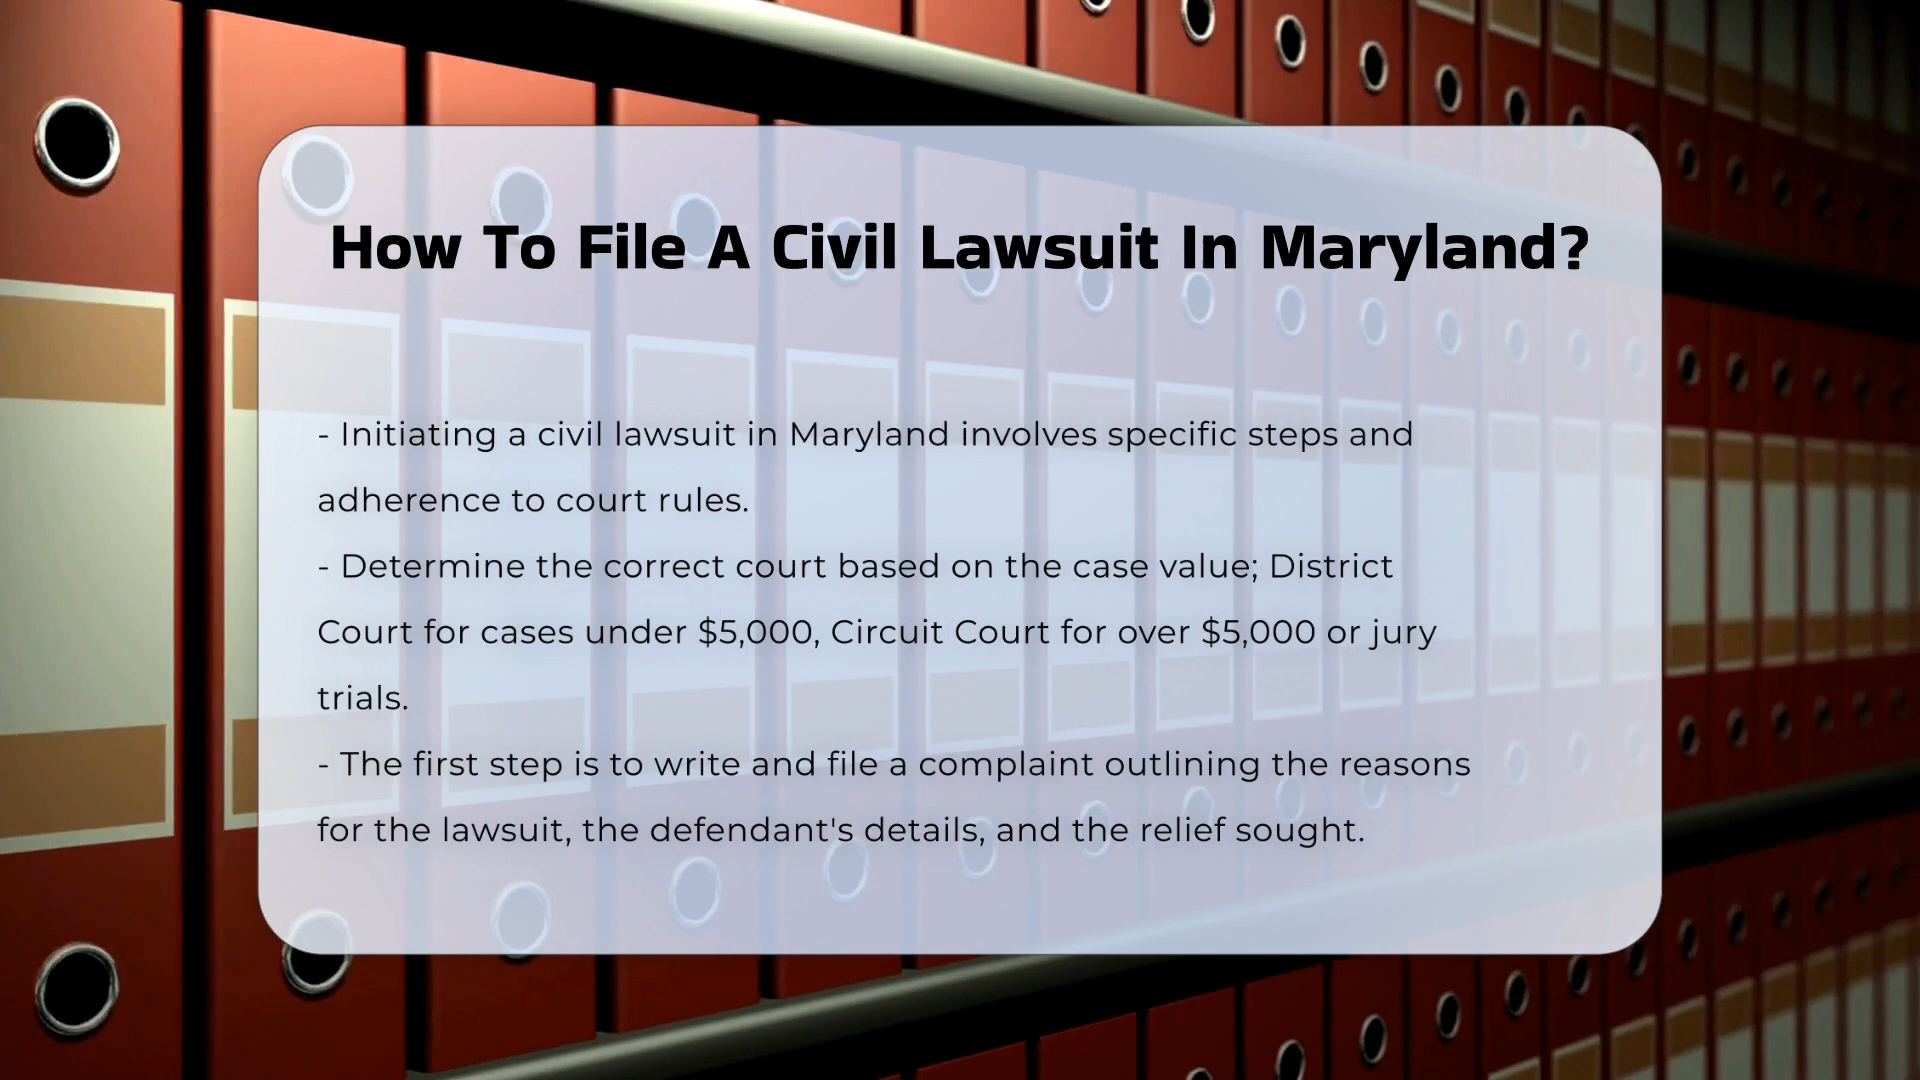 How To File A Civil Lawsuit In Maryland?
- Initiating a civil lawsuit in Maryland involves specific steps and
adherence to court rules.
- Determine the correct court based on the case value; District
Court for cases under $5,000, Circuit Court for over $5,000 or jury
trials.
- The first step is to write and file a complaint outlining the reasons
for the lawsuit, the defendant's details, and the relief sought.